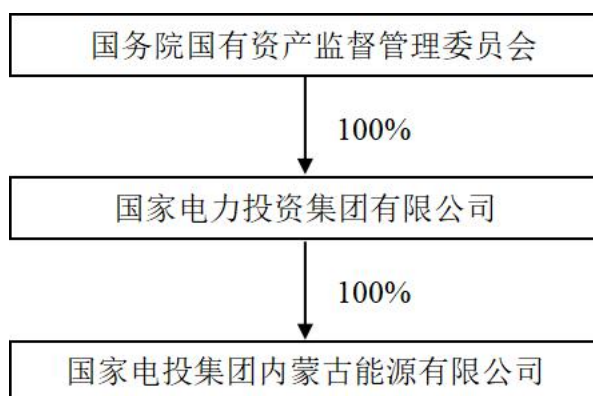 国务院国有资产监督管理委员会
100%
国家电力投资集团有限公司
100%
国家电投集团内蒙古能源有限公司